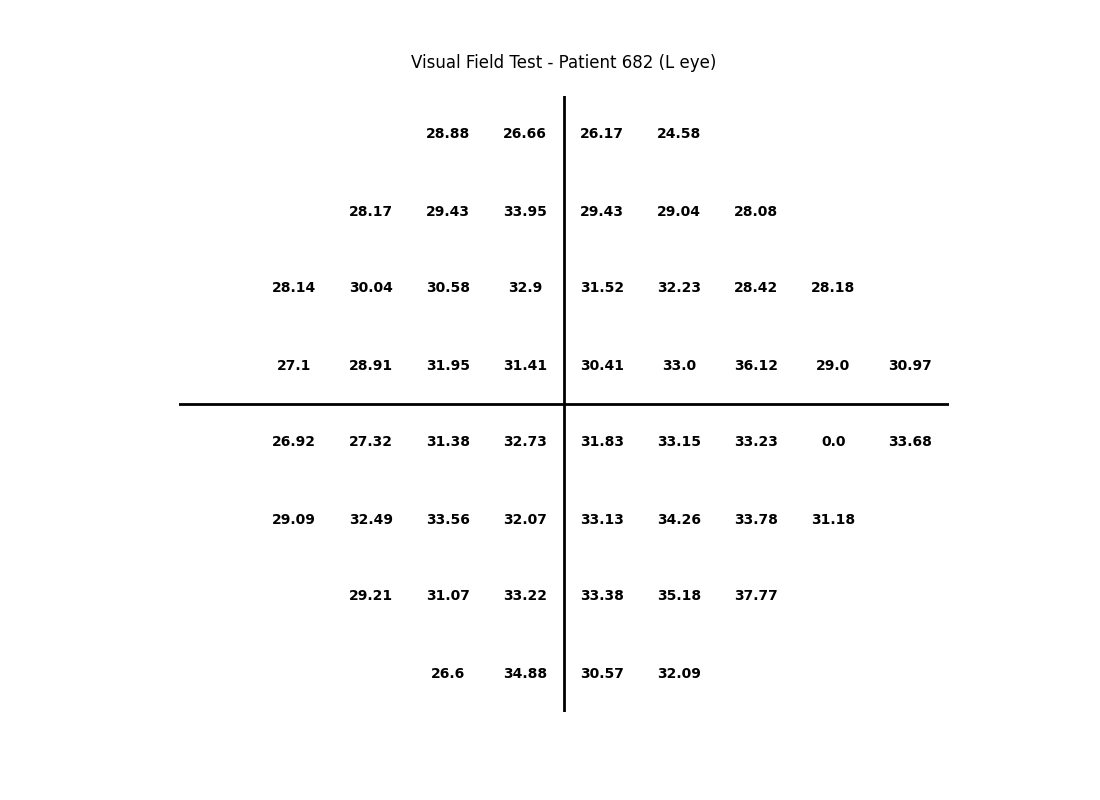 Visual Field Test - Patient 682 (L eye)
28.88 26.66 26.17 24.58
28.17 29.43 33.95 29.43 29.04 28.08
28.14 30.04 30.58 32.9 31.52 32.23 28.42 28.18
27.1 28.91 31.95 31.41 30.41 33.0 36.12 29.0 30.97
26.92 27.32 31.38 32.73 31.83 33.15 33.23 0.0 33.68
29.09 32.49 33.56 32.07 33.13 34.26 33.78 31.18
29.21 31.07 33.22 33.38 35.18 37.77
26.6 34.88 30.57 32.09